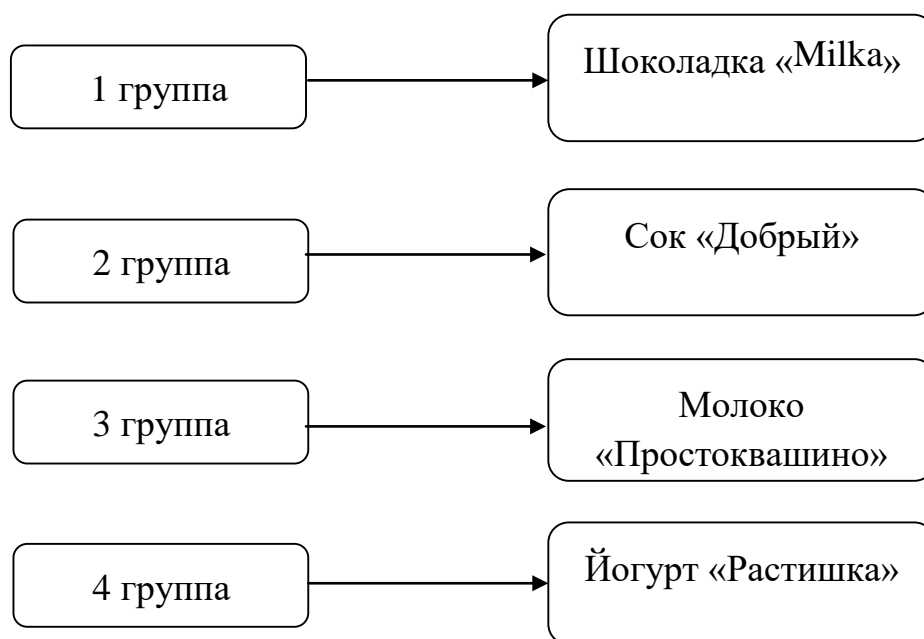 1 группа
Шоколадка «Milka»
2 группа
Сок «Добрый»
3 группа
Молоко
«Простоквашино»
4 группа
Йогурт «Растишка»